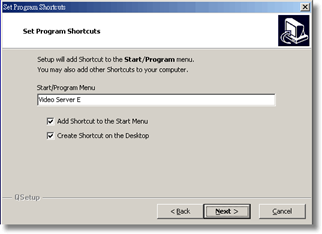 Set Program Shortcuts
Set Program Shortcuts
Setup will add Shortcut to the Start/Program menu.
You may also add other Shortcuts to your computer.
Start/Program Menu
Video Server E
Add Shortcut to the Start Menu
Create Shortcut on the Desktop
QSetup
< Back
Next >
Cancel